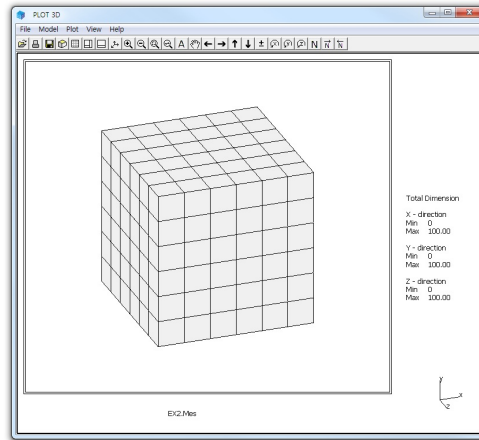 PLOT 3D
File Model Plot View Help
A N N N
Total Dimension
X - direction
Min 0
Max 100.00
Y - direction
Min 0
Max 100.00
Z - direction
Min 0
Max 100.00
y
x
z
EX2.Mes